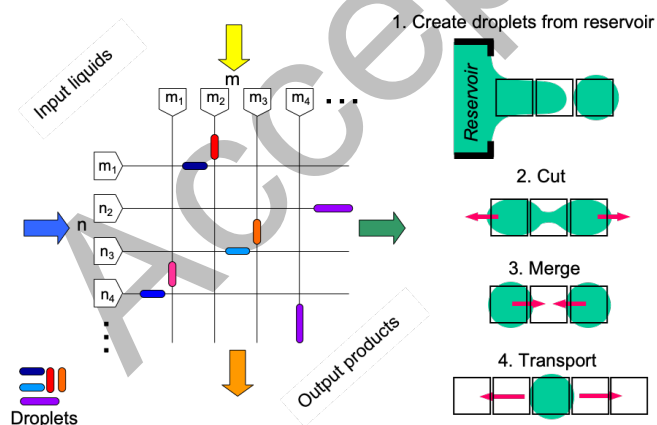 Accep
Input liquids
m
m1
m2
m3
m4
...
m1
n2
n
n3
n4
Output products
Droplets
1. Create droplets from reservoir
Reservoir
2. Cut
3. Merge
4. Transport